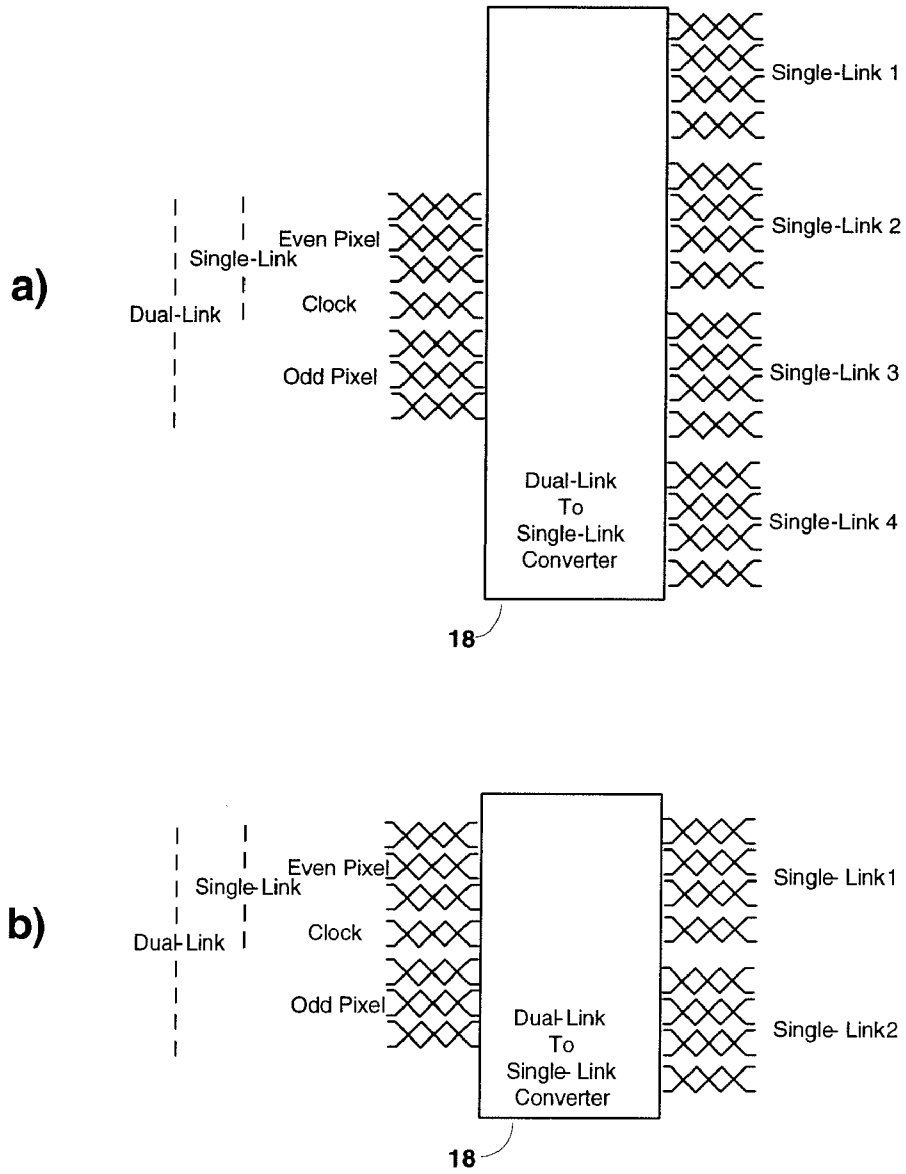 a)
Dual-Link
Single-Link
Even Pixel
Clock
Odd Pixel
Dual-Link
To
Single-Link
Converter
18
Single-Link 1
Single-Link 2
Single-Link 3
Single-Link 4
b)
Dual-Link
Single-Link
Even Pixel
Clock
Odd Pixel
Dual-Link
To
Single-Link
Converter
18
Single-Link1
Single-Link2